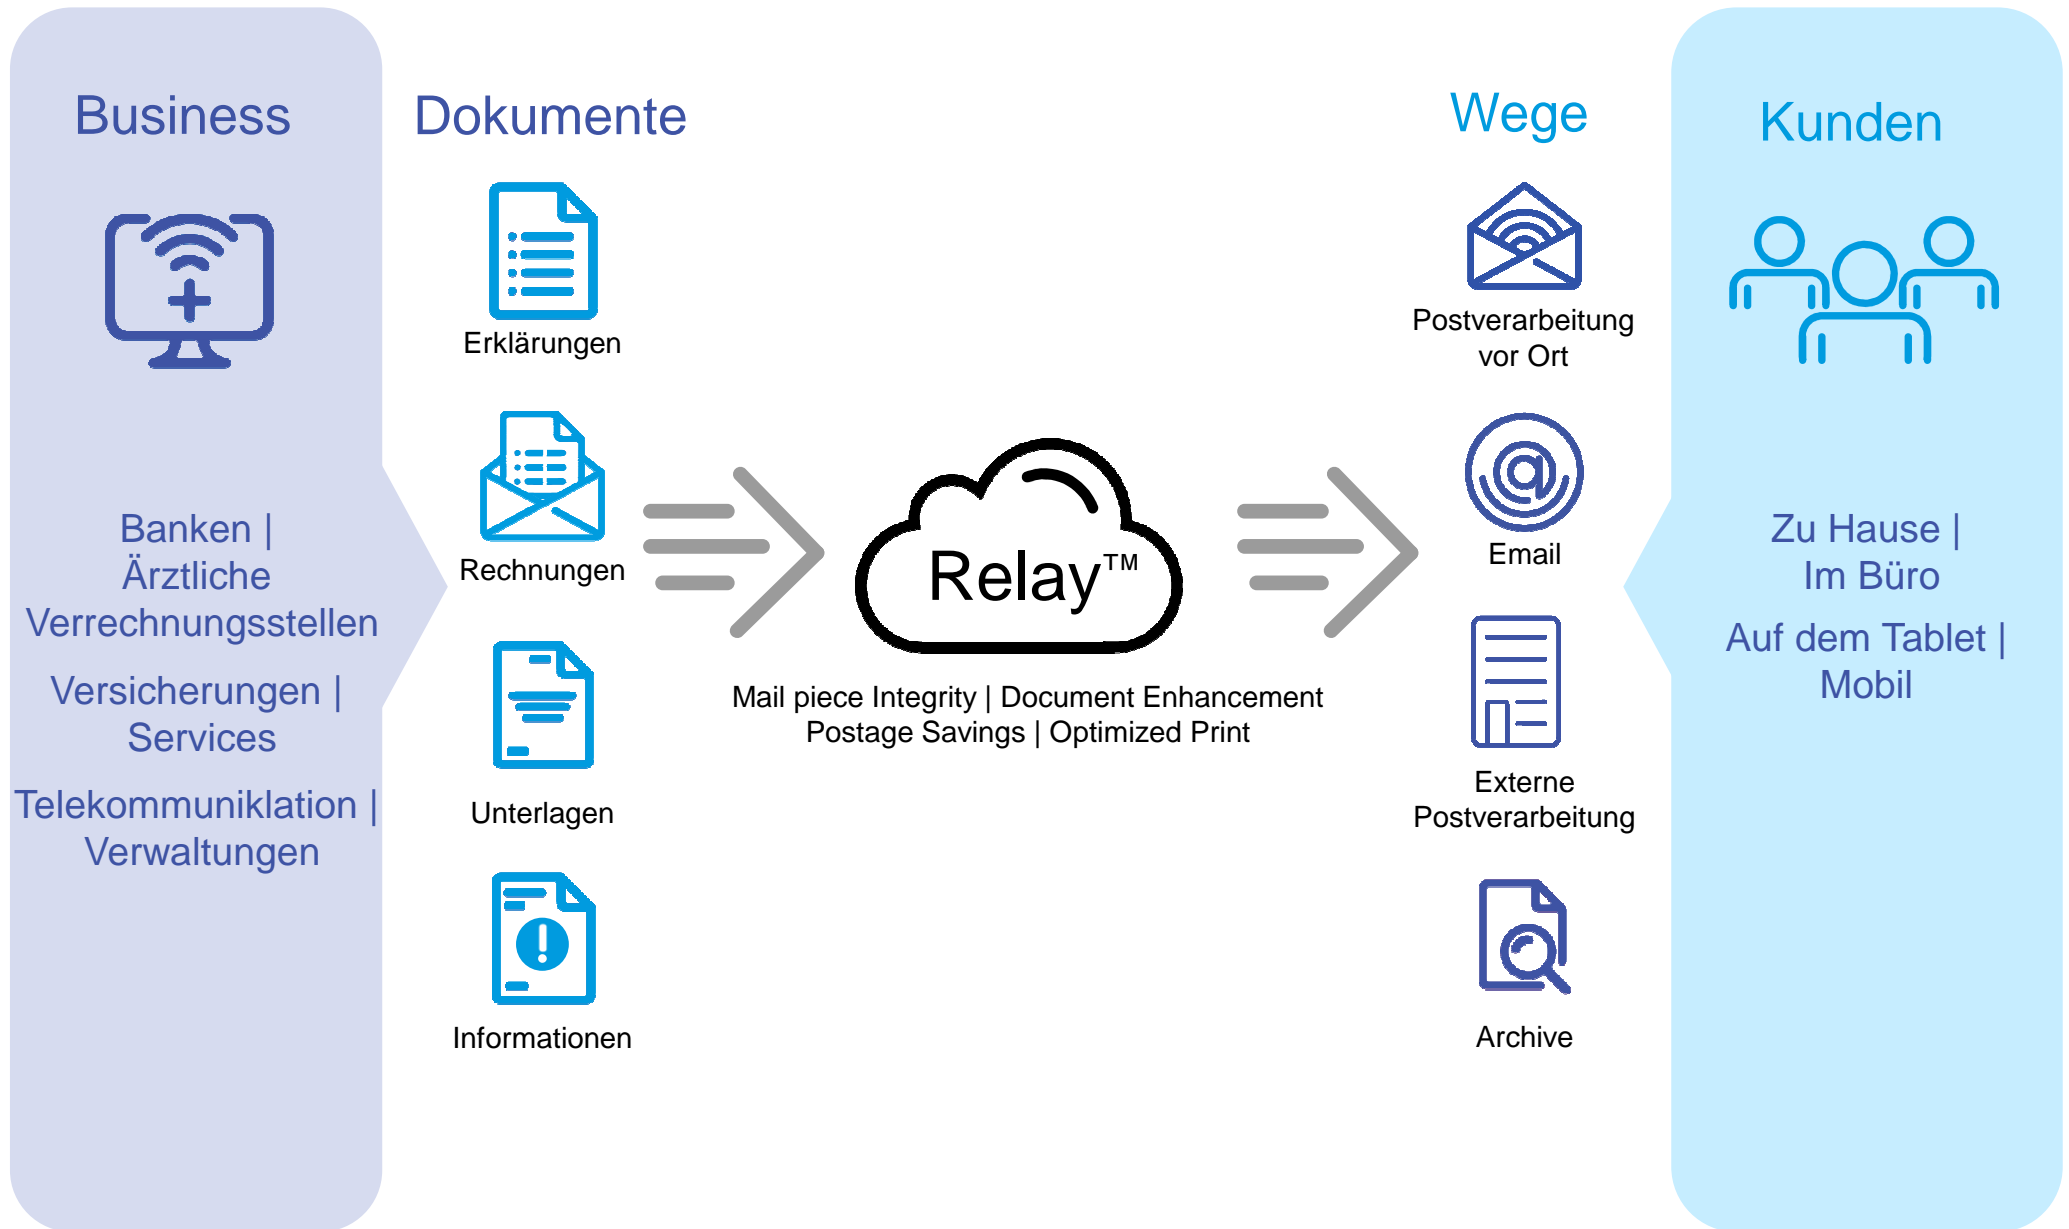 Business
Banken |
Ärztliche
Verrechnungsstellen
Versicherungen |
Services
Telekommuniklation |
Verwaltungen
Dokumente
Erklärungen
Rechnungen
Unterlagen
Informationen
Relay™
Mail piece Integrity | Document Enhancement
Postage Savings | Optimized Print
Wege
Postverarbeitung
vor Ort
Email
Externe
Postverarbeitung
Archive
Kunden
Zu Hause |
Im Büro
Auf dem Tablet |
Mobil